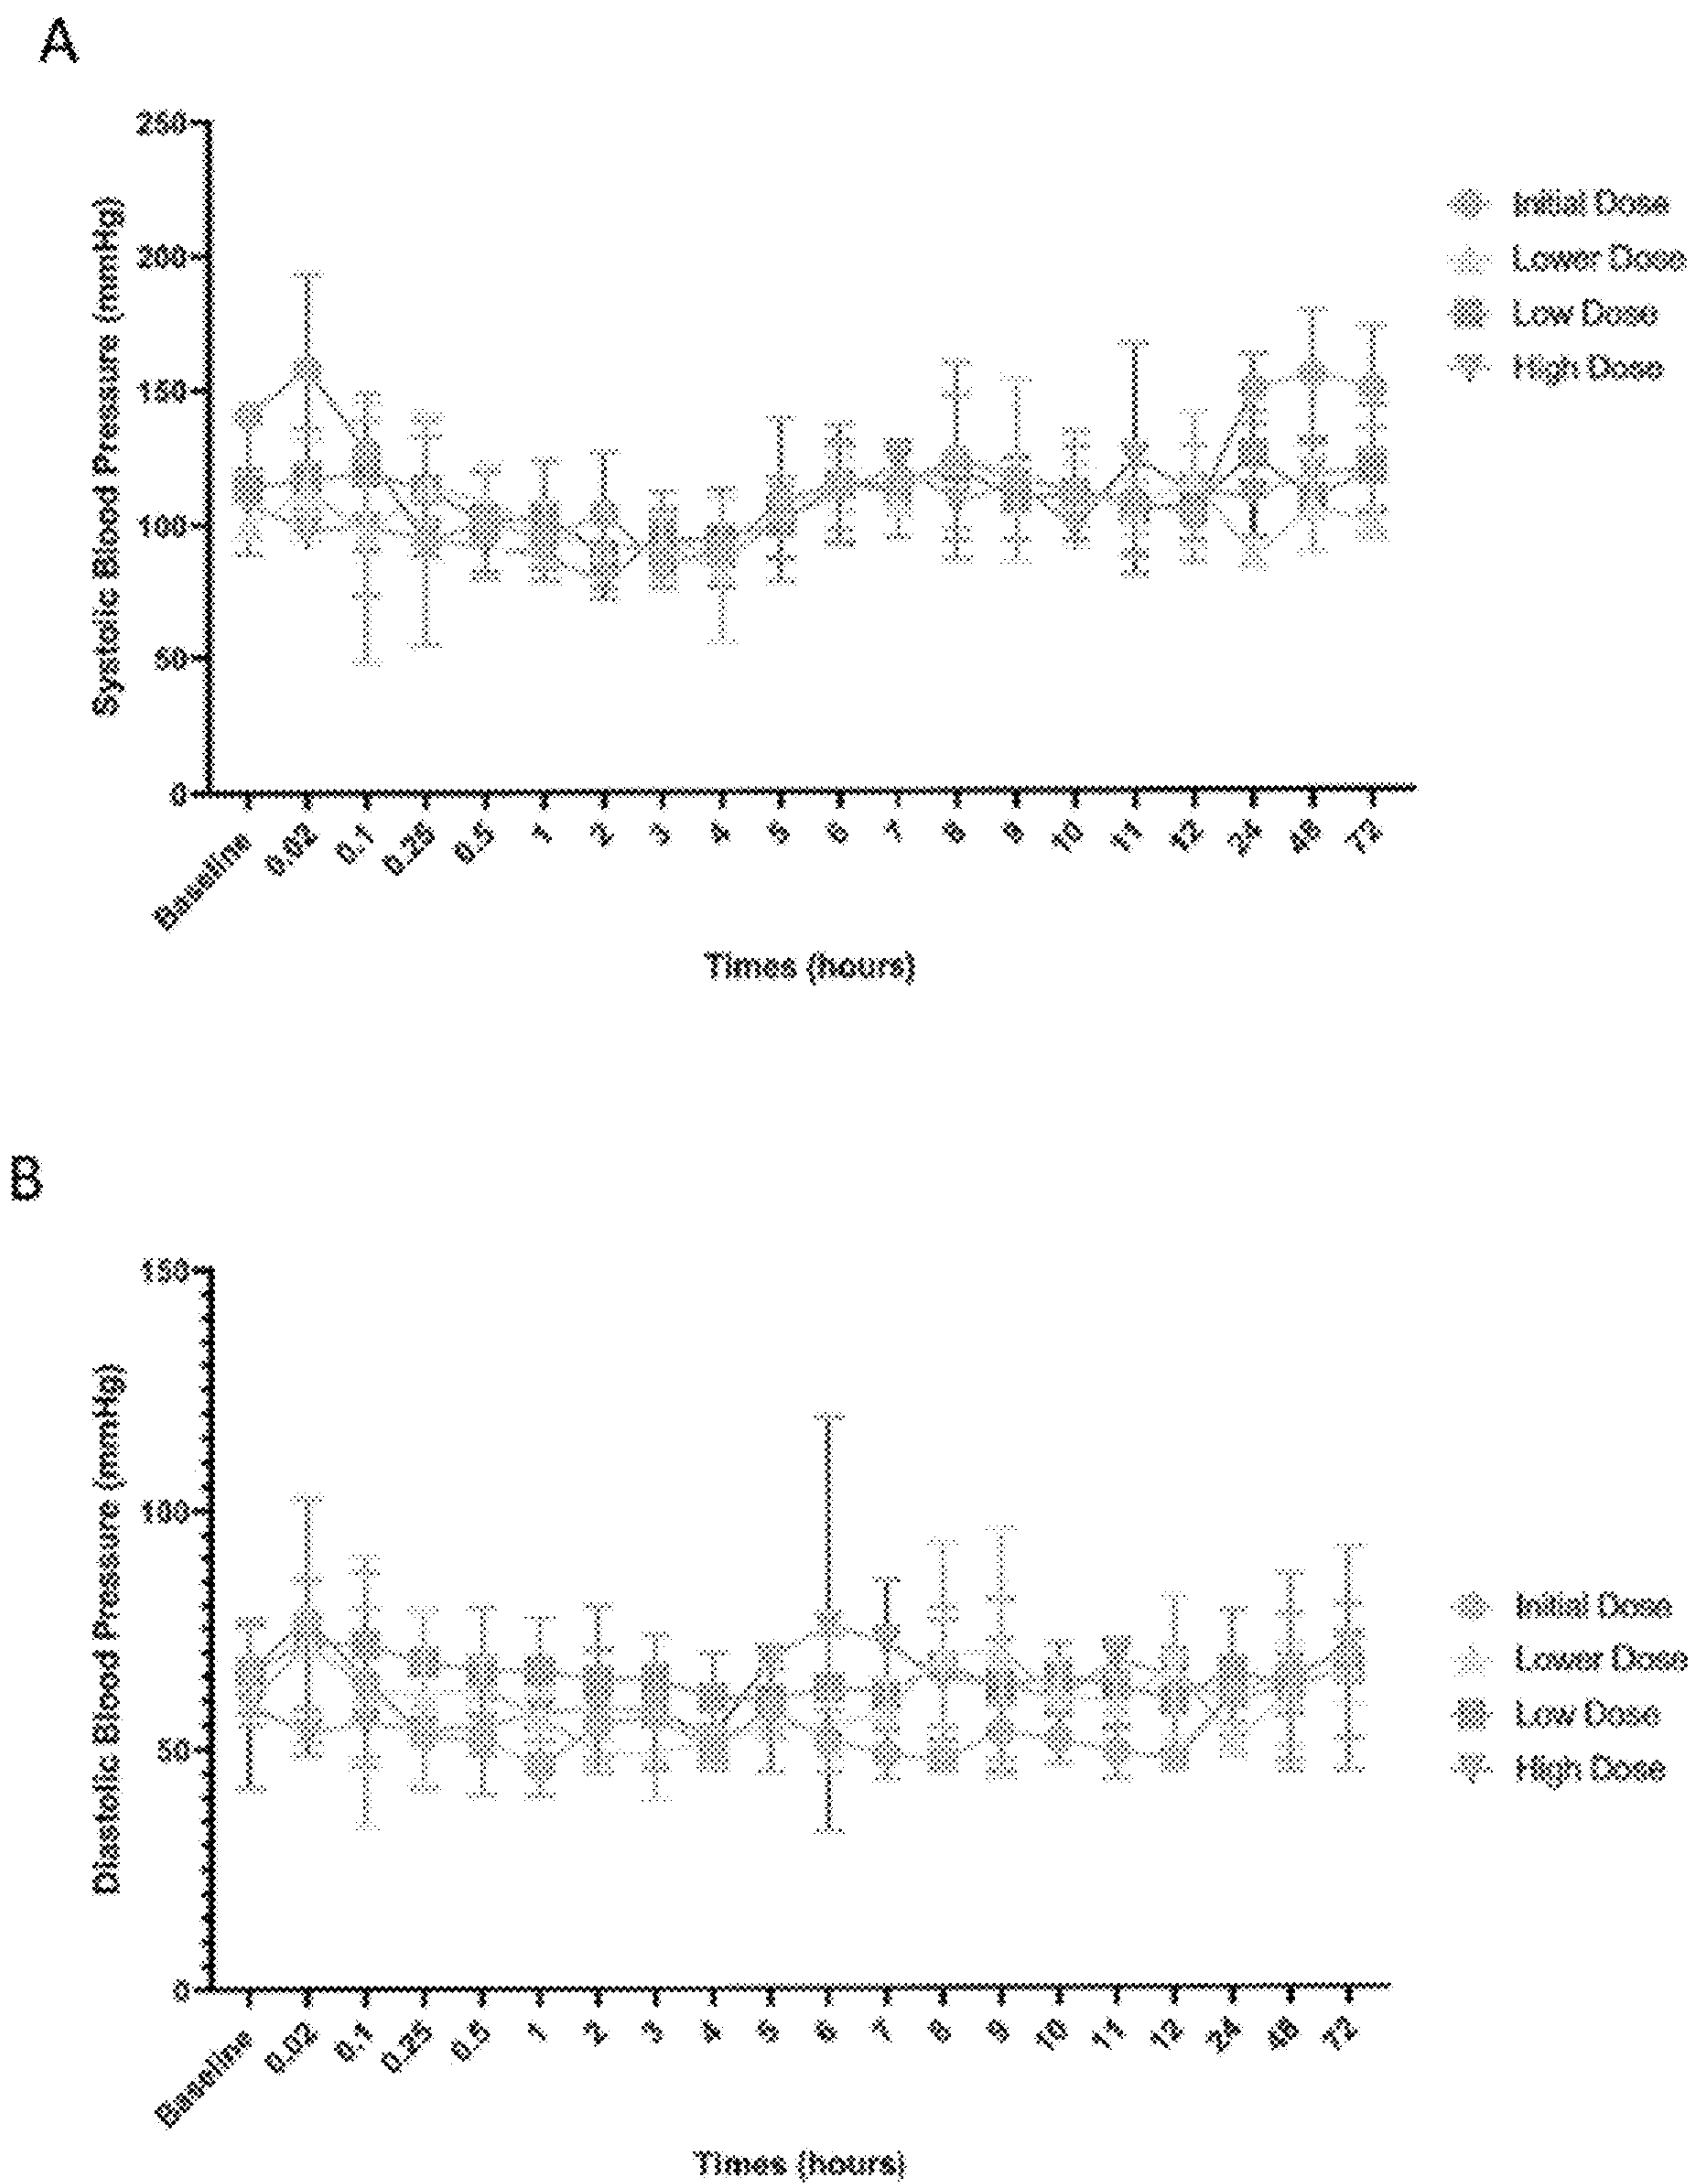 A
250
200
150
100
50
0
Systolic Blood Pressure (mmHg)
Baseline 0.02 0.1 0.25 0.5 1 2 3 4 5 6 7 8 9 10 11 12 24 48 72
Times (hours)
Initial Dose
Lower Dose
Low Dose
High Dose
B
150
100
50
0
Diastolic Blood Pressure (mmHg)
Baseline 0.02 0.1 0.25 0.5 1 2 3 4 5 6 7 8 9 10 11 12 24 48 72
Times (hours)
Initial Dose
Lower Dose
Low Dose
High Dose